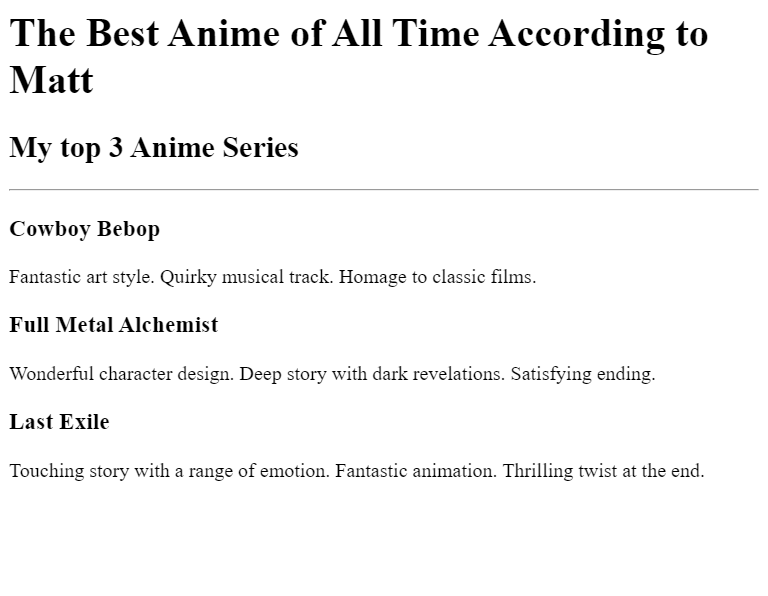 The Best Anime of All Time According to
Matt
My top 3 Anime Series
Cowboy Bebop
Fantastic art style. Quirky musical track. Homage to classic films.
Full Metal Alchemist
Wonderful character design. Deep story with dark revelations. Satisfying ending.
Last Exile
Touching story with a range of emotion. Fantastic animation. Thrilling twist at the end.